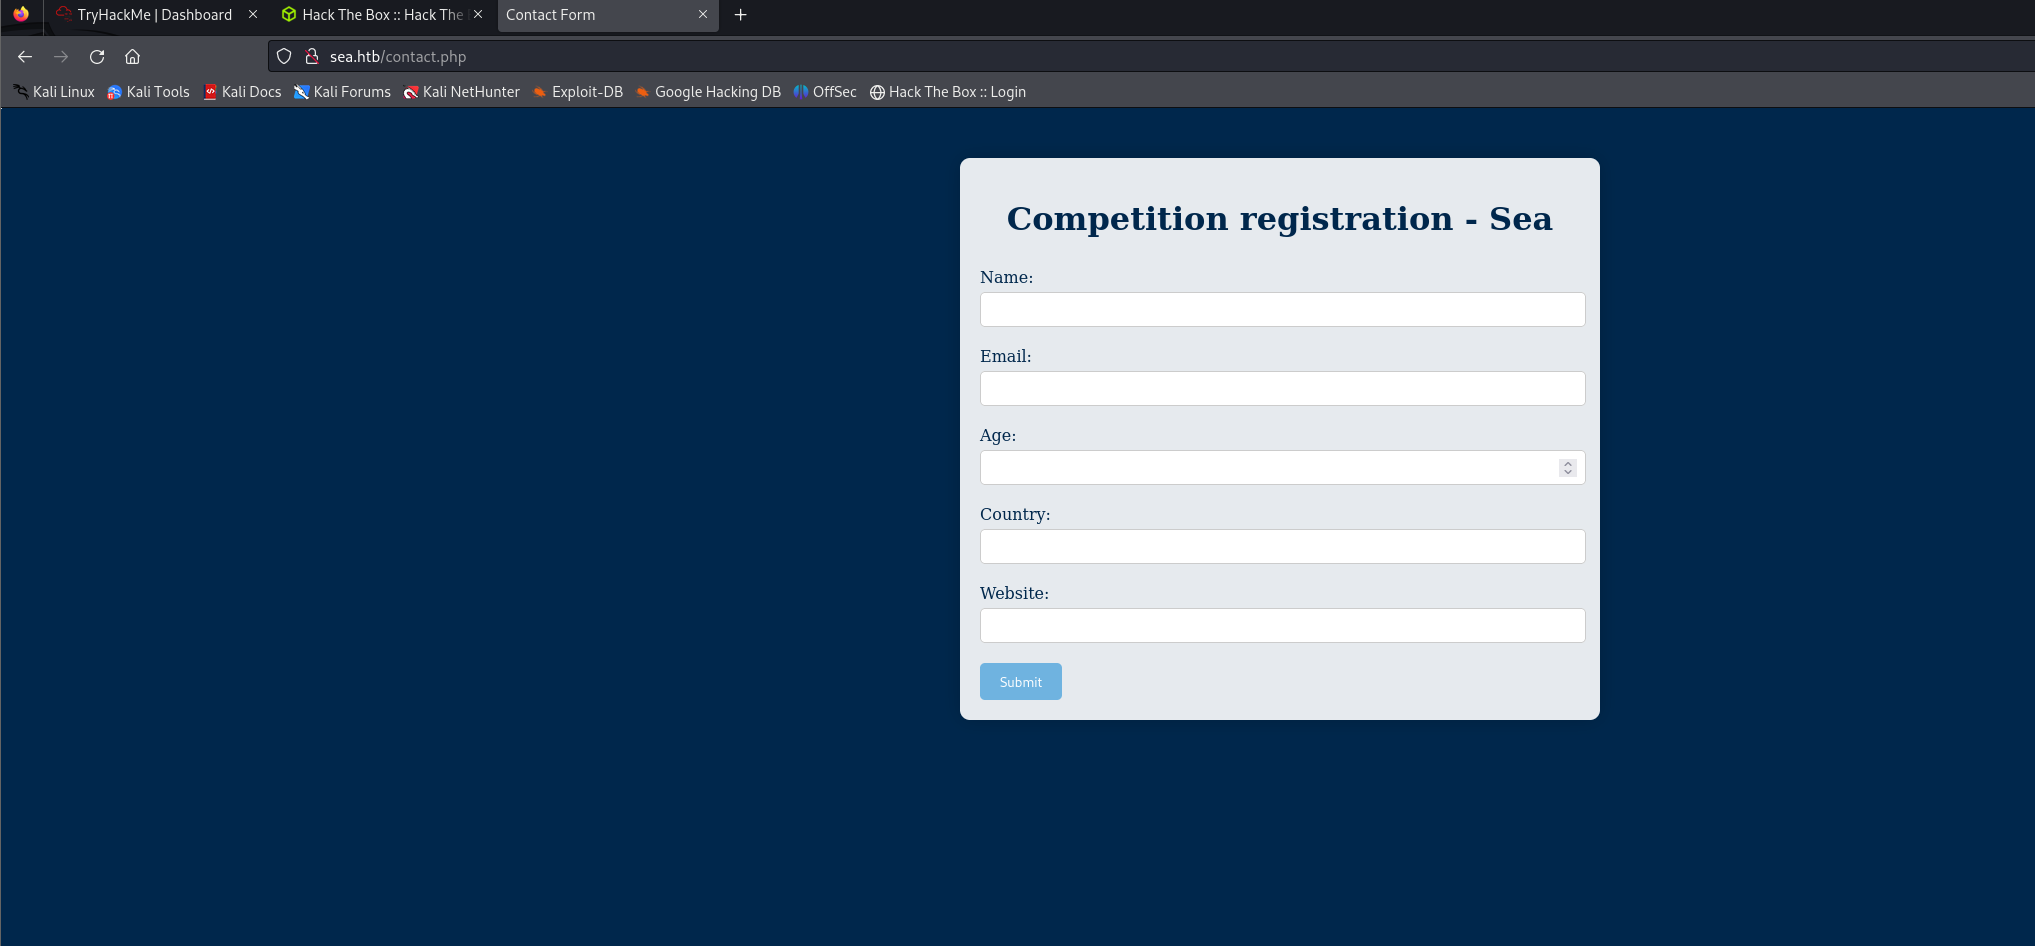 TryHackMe | Dashboard Hack The Box :: Hack The Contact Form
sea.htb/contact.php
Kali Linux Kali Tools Kali Docs Kali Forums Kali NetHunter Exploit-DB Google Hacking DB OffSec Hack The Box :: Login
Competition registration - Sea
Name:
Email:
Age:
Country:
Website:
Submit